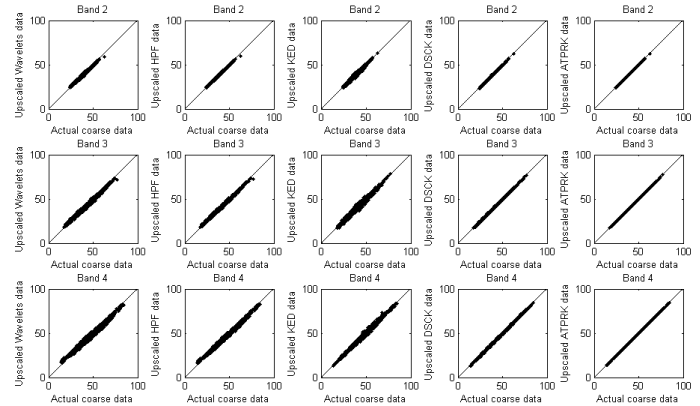 Band 2 Band 2 Band 2 Band 2 Band 2
Upscaled Wavelets data
100
50
0
0 50 100
Actual coarse data
Upscaled HPF data
100
50
0
0 50 100
Actual coarse data
Upscaled KED data
100
50
0
0 50 100
Actual coarse data
Upscaled DSCK data
100
50
0
0 50 100
Actual coarse data
Upscaled ATPRK data
100
50
0
0 50 100
Actual coarse data
Band 3 Band 3 Band 3 Band 3 Band 3
Upscaled Wavelets data
100
50
0
0 50 100
Actual coarse data
Upscaled HPF data
100
50
0
0 50 100
Actual coarse data
Upscaled KED data
100
50
0
0 50 100
Actual coarse data
Upscaled DSCK data
100
50
0
0 50 100
Actual coarse data
Upscaled ATPRK data
100
50
0
0 50 100
Actual coarse data
Band 4 Band 4 Band 4 Band 4 Band 4
Upscaled Wavelets data
100
50
0
0 50 100
Actual coarse data
Upscaled HPF data
100
50
0
0 50 100
Actual coarse data
Upscaled KED data
100
50
0
0 50 100
Actual coarse data
Upscaled DSCK data
100
50
0
0 50 100
Actual coarse data
Upscaled ATPRK data
100
50
0
0 50 100
Actual coarse data